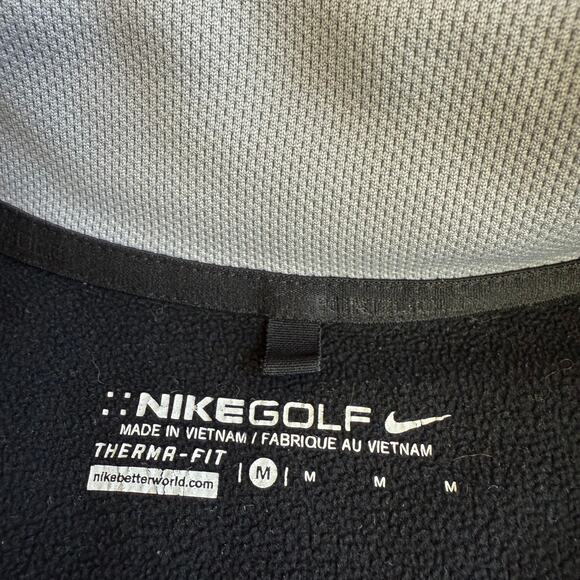 NIKEGOLF
MADE IN VIETNAM / FABRIQUE AU VIETNAM
THERMA-FIT
nikebetterworld.com | M | M M M